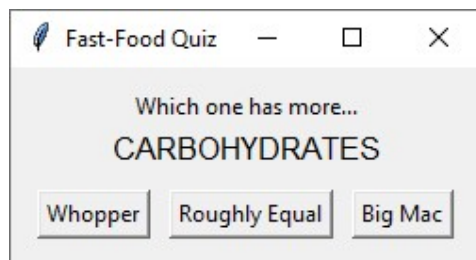 Fast-Food Quiz
Which one has more...
CARBOHYDRATES
Whopper Roughly Equal Big Mac